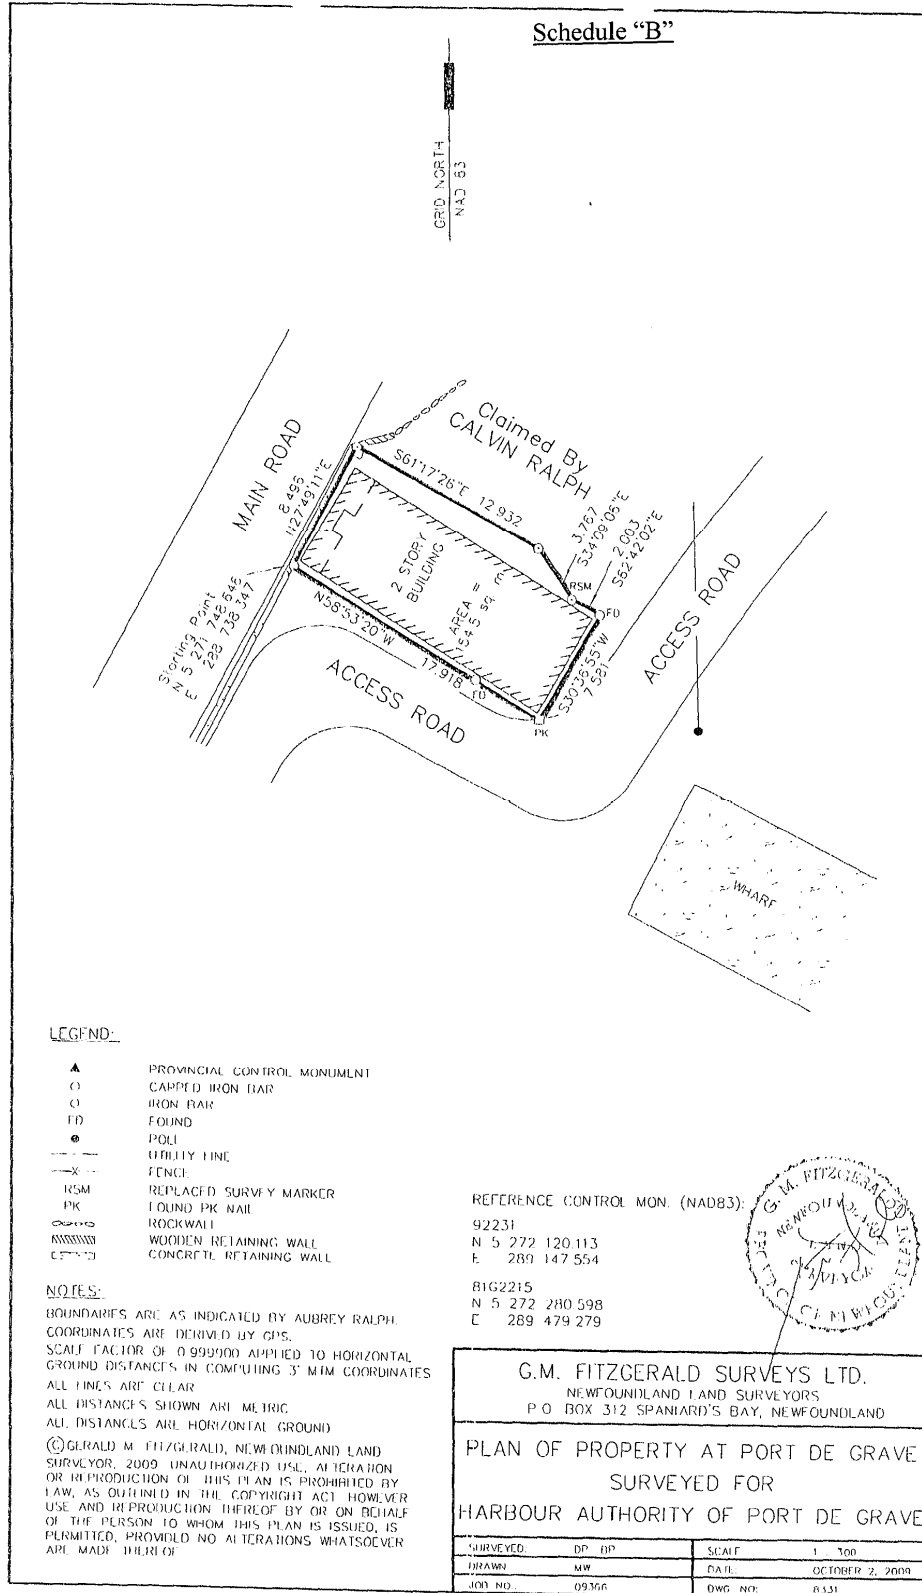 Schedule “B”
GRID NORTH
NAD 83
MAIN ROAD
8.496
N27°49'11"E
Claimed By
CALVIN RALPH
S61°17'26"E 12.932
3.767
S34°09'06"E
2.003
S62°42'02"E
RSM
FD
2 STORY
BUILDING
AREA =
154.5 sq. m.
Starting Point
N 5 271 748.646
E 288 738.347
N58°53'20"W
17.918
FD
S30°36'55"W
7.581
PK
ACCESS ROAD
ACCESS ROAD
WHARF
LEGEND:
PROVINCIAL CONTROL MONUMENT
CAPPED IRON BAR
IRON BAR
FD FOUND
POLE
UTILITY LINE
—X— FENCE
RSM REPLACED SURVEY MARKER
PK FOUND PK NAIL
ROCKWALL
WOODEN RETAINING WALL
CONCRETE RETAINING WALL
NOTES:
BOUNDARIES ARE AS INDICATED BY AUBREY RALPH.
COORDINATES ARE DERIVED BY GPS.
SCALE FACTOR OF 0.999900 APPLIED TO HORIZONTAL
GROUND DISTANCES IN COMPUTING 3° MTM COORDINATES
ALL LINES ARE CLEAR
ALL DISTANCES SHOWN ARE METRIC
ALL DISTANCES ARE HORIZONTAL GROUND
©GERALD M. FITZGERALD, NEWFOUNDLAND LAND
SURVEYOR, 2009 UNAUTHORIZED USE, ALTERATION
OR REPRODUCTION OF THIS PLAN IS PROHIBITED BY
LAW, AS OUTLINED IN THE COPYRIGHT ACT HOWEVER
USE AND REPRODUCTION THEREOF BY OR ON BEHALF
OF THE PERSON TO WHOM THIS PLAN IS ISSUED, IS
PERMITTED, PROVIDED NO ALTERATIONS WHATSOEVER
ARE MADE THEREOF
REFERENCE CONTROL MON. (NAD83):
N 5 272 120.113
E 289 147 554
81G2215
N 5 272 280 598
E 289 479 279
G. M. FITZGERALD
NEWFOUNDLAND
LAND
SURVEYOR
G.M. FITZGERALD SURVEYS LTD.
NEWFOUNDLAND LAND SURVEYORS
P O BOX 312 SPANIARD'S BAY, NEWFOUNDLAND
PLAN OF PROPERTY AT PORT DE GRAVE
SURVEYED FOR
HARBOUR AUTHORITY OF PORT DE GRAVE
SURVEYED: DP BP SCALE 1 : 300
DRAWN MW DATE: OCTOBER 2, 2009
JOB NO.. 09366 DWG NO: 8331